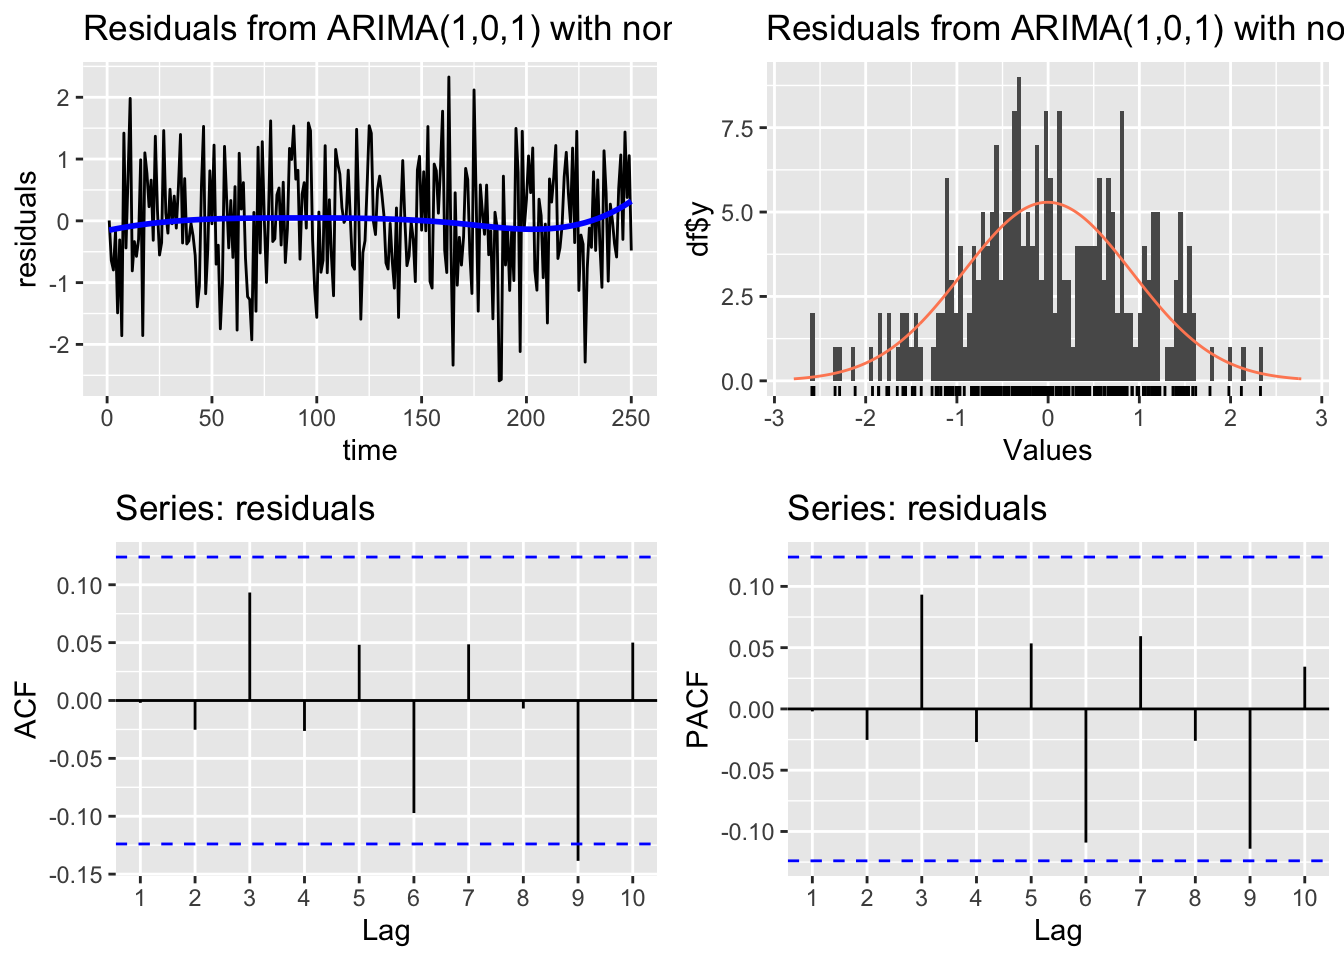 Residuals from ARIMA(1,0,1) with nor
residuals
2
1
0
-1
-2
0 50 100 150 200 250
time
Residuals from ARIMA(1,0,1) with no
df$y
7.5
5.0
2.5
0.0
-3 -2 -1 0 1 2 3
Values
Series: residuals
ACF
0.10
0.05
0.00
-0.05
-0.10
-0.15
1 2 3 4 5 6 7 8 9 10
Lag
Series: residuals
PACF
0.10
0.05
0.00
-0.05
-0.10
1 2 3 4 5 6 7 8 9 10
Lag